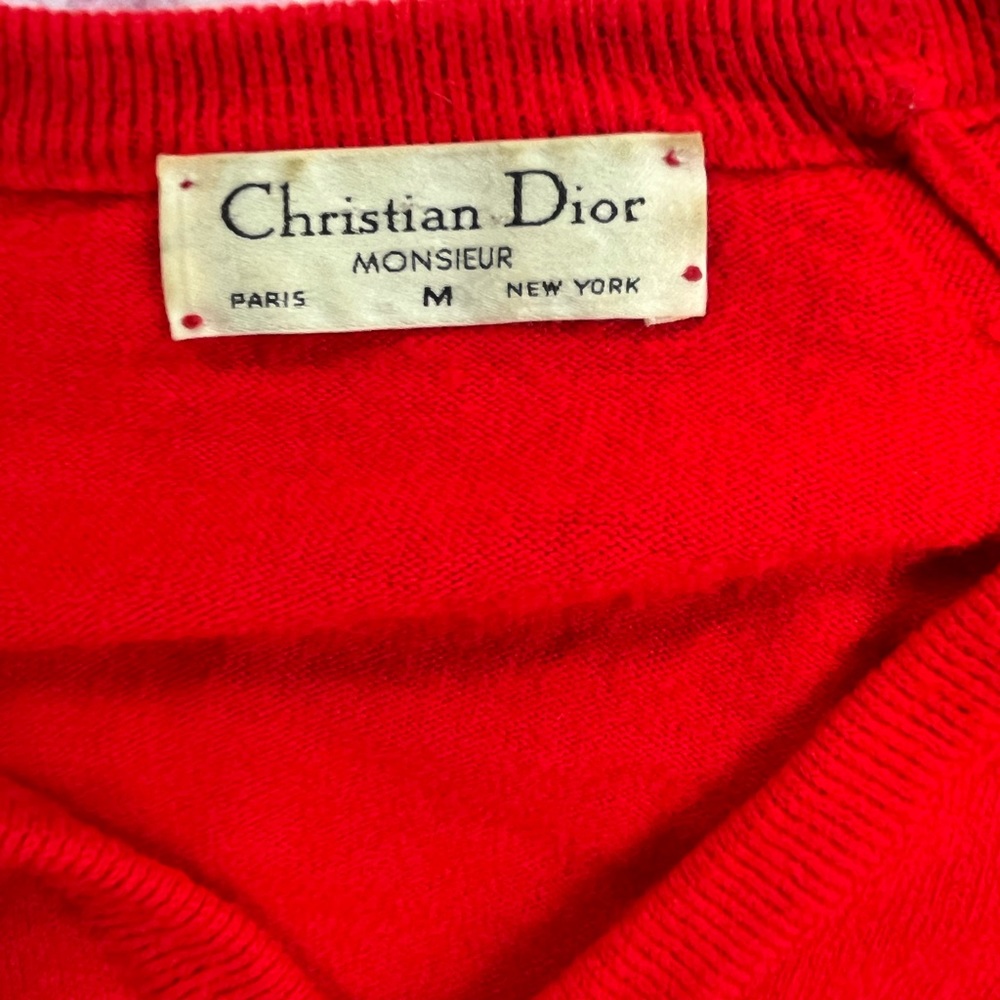 Christian Dior
MONSIEUR
PARIS M NEW YORK